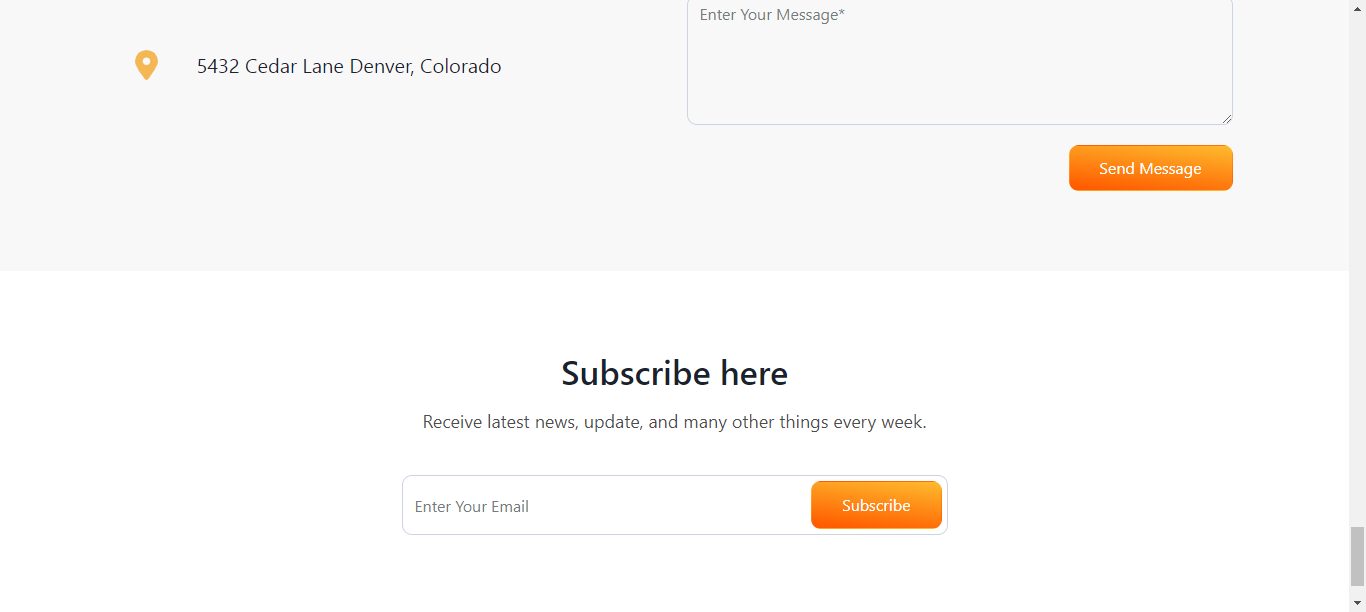 Enter Your Message*
5432 Cedar Lane Denver, Colorado
Send Message
Subscribe here
Receive latest news, update, and many other things every week.
Enter Your Email
Subscribe